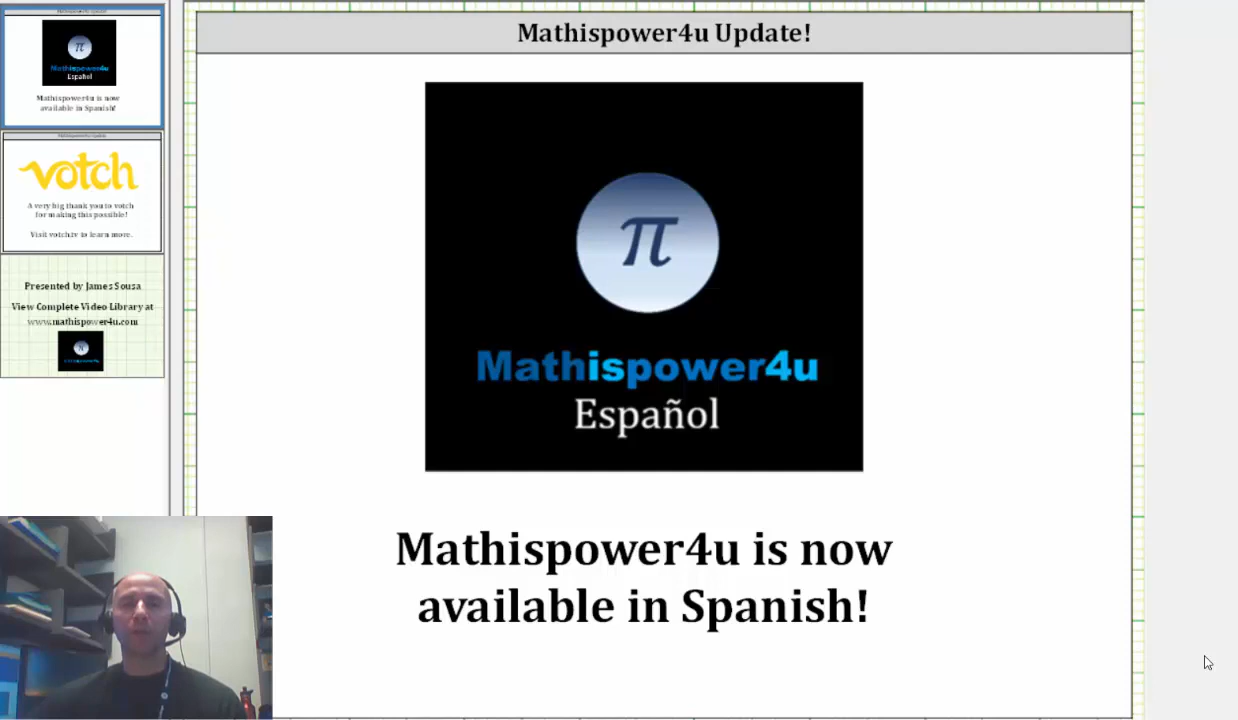 Mathispower4u Update!
π
Mathispower4u
Español
Mathispower4u is now
available in Spanish!
π
Mathispower4u
Español
Mathispower4u is now
available in Spanish!
votch
A very big thank you to votch
for making this possible!
Visit votch.tv to learn more.
Presented by James Sousa
View Complete Video Library at
www.mathispower4u.com